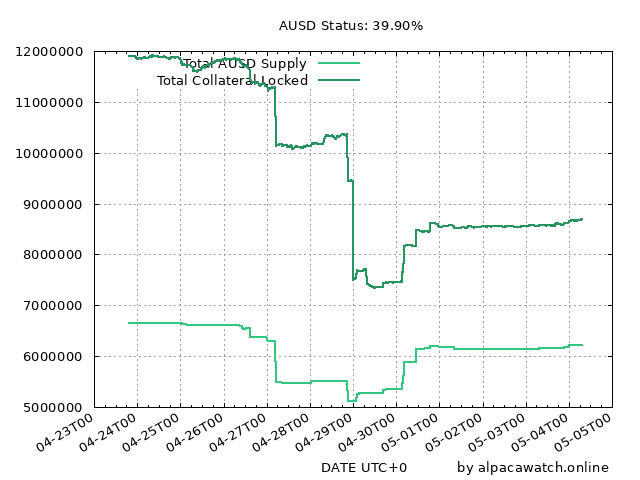 AUSD Status: 39.90%
12000000
11000000
10000000
9000000
8000000
7000000
6000000
5000000
Total AUSD Supply
Total Collateral Locked
04-23T00
04-24T00
04-25T00
04-26T00
04-27T00
04-28T00
04-29T00
04-30T00
05-01T00
05-02T00
05-03T00
05-04T00
05-05T00
DATE UTC+0
by alpacawatch.online